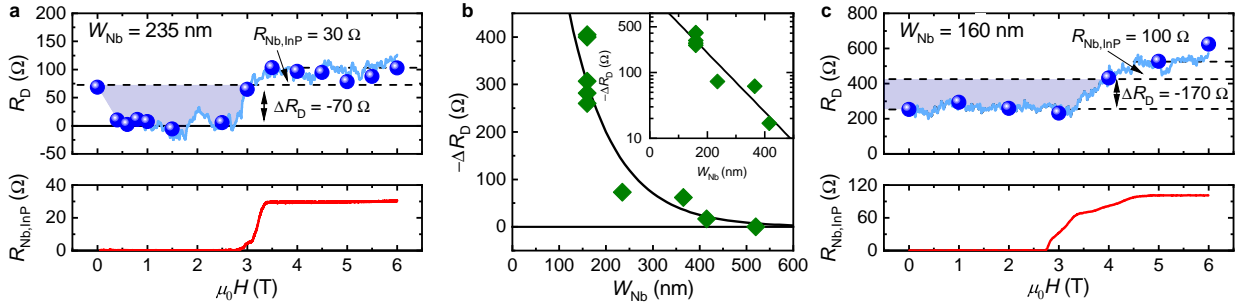 a
W_Nb = 235 nm
R_Nb,InP = 30 Ω
ΔR_D = -70 Ω
R_D (Ω)
150
100
50
0
-50
R_Nb,InP (Ω)
40
20
0
0 1 2 3 4 5 6
μ₀H (T)
b
-ΔR_D (Ω)
400
300
200
100
0
0 100 200 300 400 500 600
W_Nb (nm)
-ΔR_D (Ω)
500
100
10
0 200 400
W_Nb (nm)
c
W_Nb = 160 nm
R_Nb,InP = 100 Ω
ΔR_D = -170 Ω
R_D (Ω)
800
600
400
200
0
R_Nb,InP (Ω)
120
60
0
0 1 2 3 4 5 6
μ₀H (T)